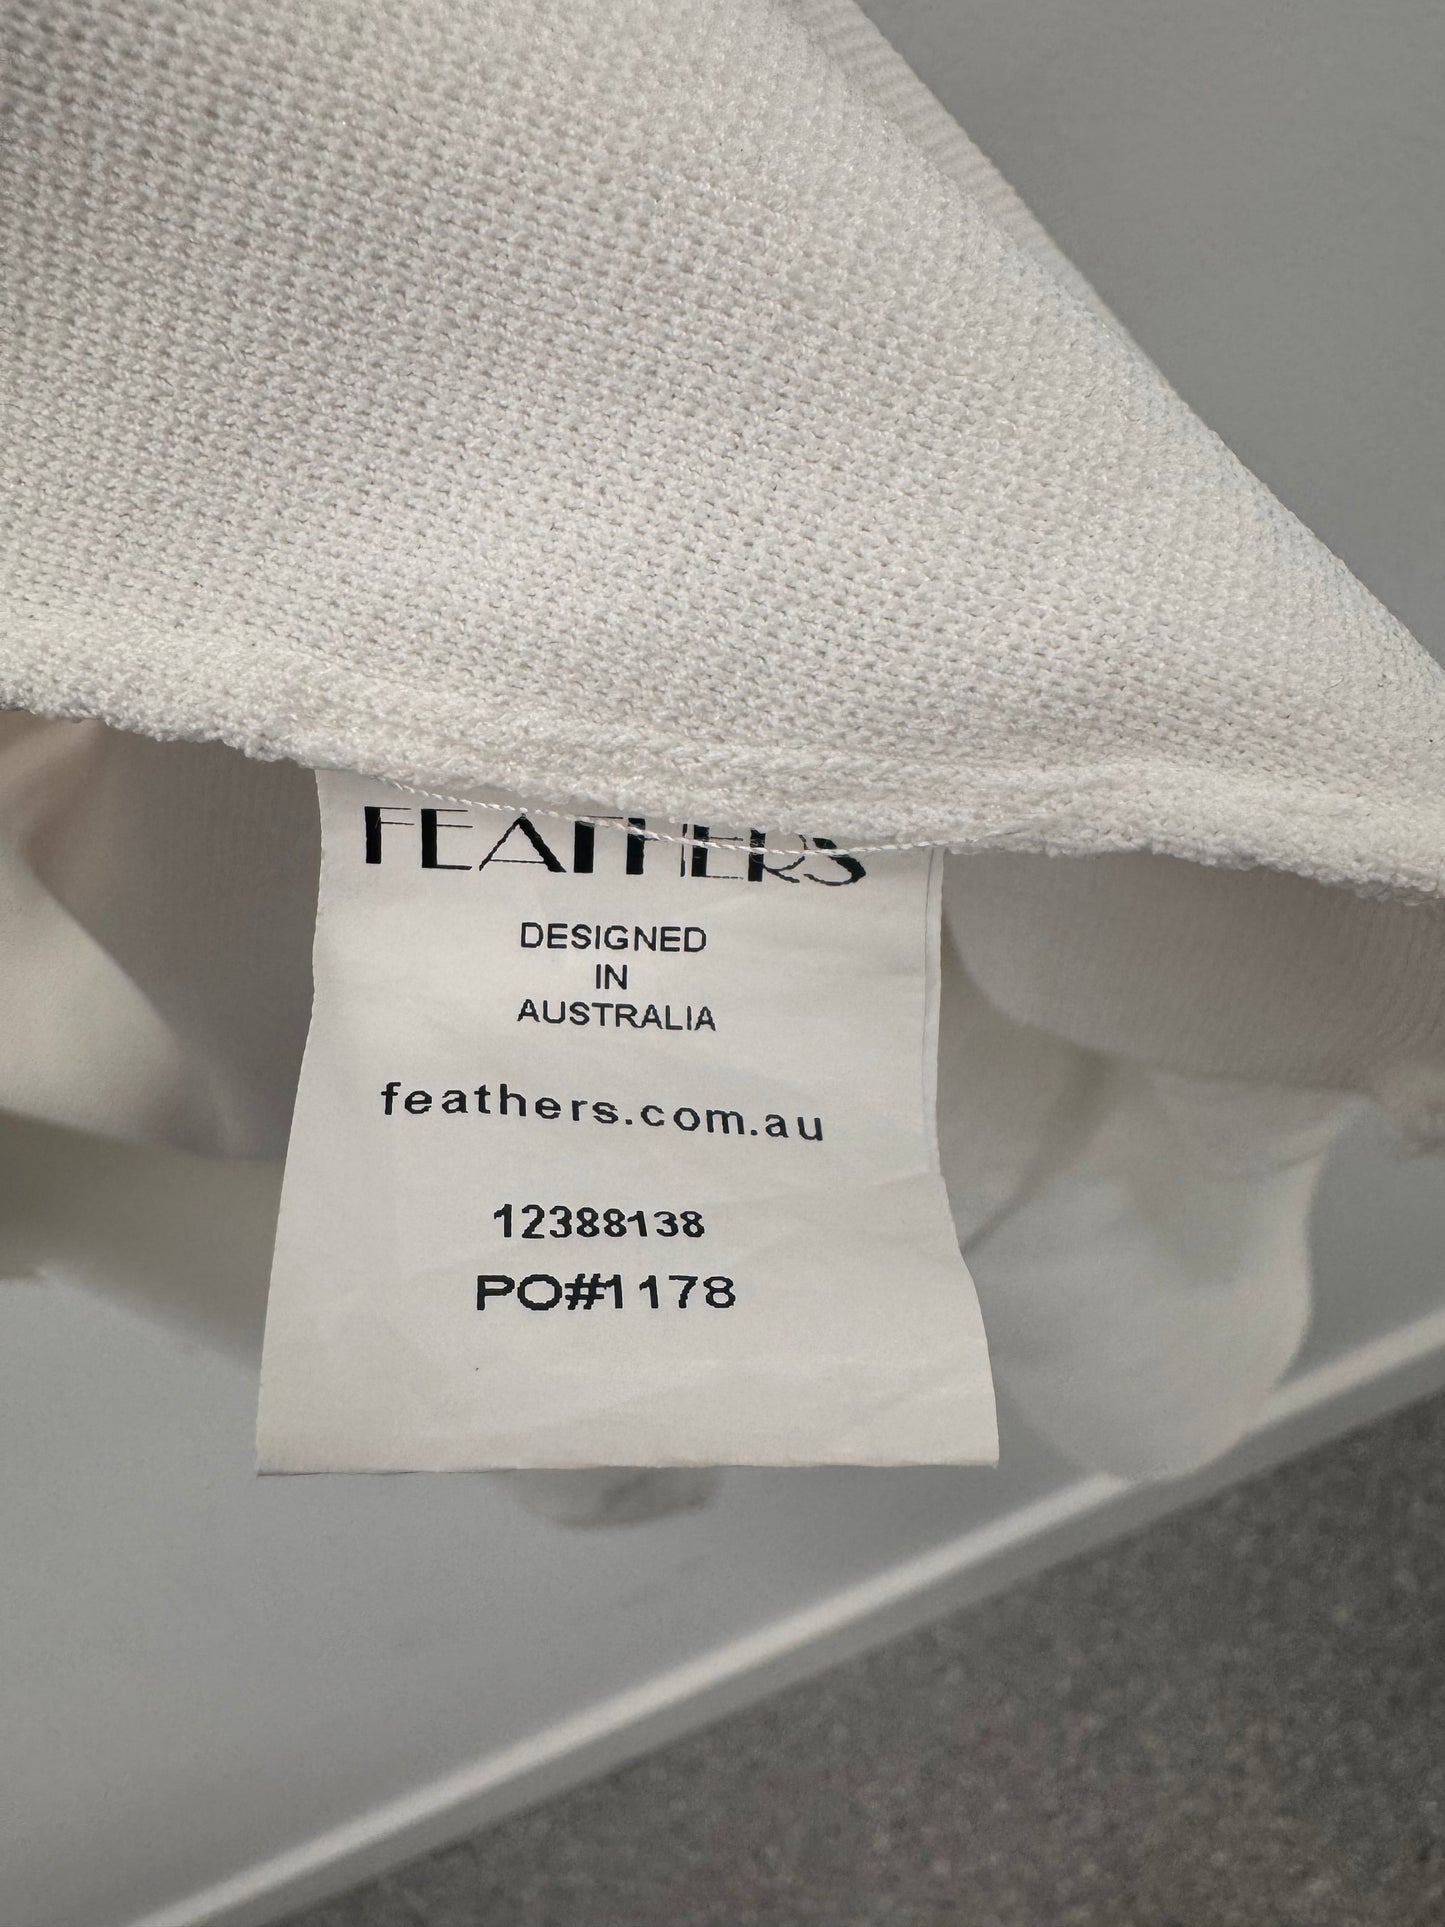 FEATHERS
DESIGNED
IN
AUSTRALIA
feathers.com.au
12388138
PO#1178